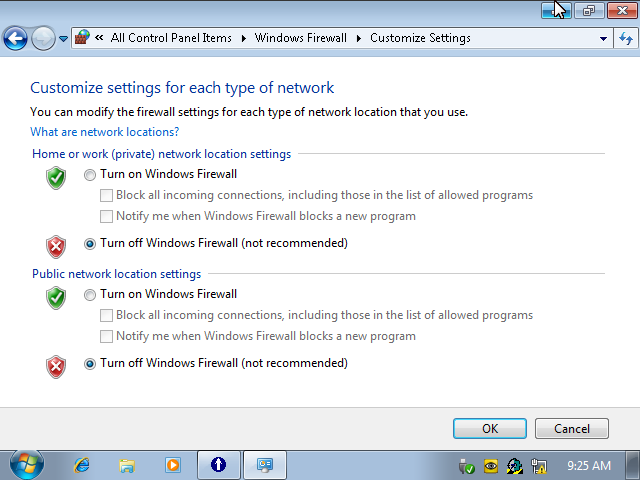 « All Control Panel Items Windows Firewall Customize Settings
Customize settings for each type of network
You can modify the firewall settings for each type of network location that you use.
What are network locations?
Home or work (private) network location settings
Turn on Windows Firewall
Block all incoming connections, including those in the list of allowed programs
Notify me when Windows Firewall blocks a new program
Turn off Windows Firewall (not recommended)
Public network location settings
Turn on Windows Firewall
Block all incoming connections, including those in the list of allowed programs
Notify me when Windows Firewall blocks a new program
Turn off Windows Firewall (not recommended)
OK Cancel
9:25 AM